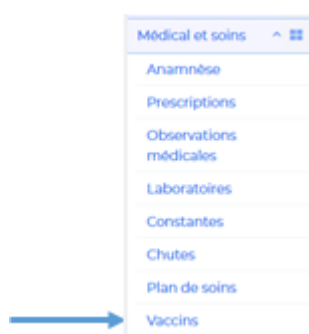 Médical et soins
Anamnèse
Prescriptions
Observations
médicales
Laboratoires
Constantes
Chutes
Plan de soins
Vaccins